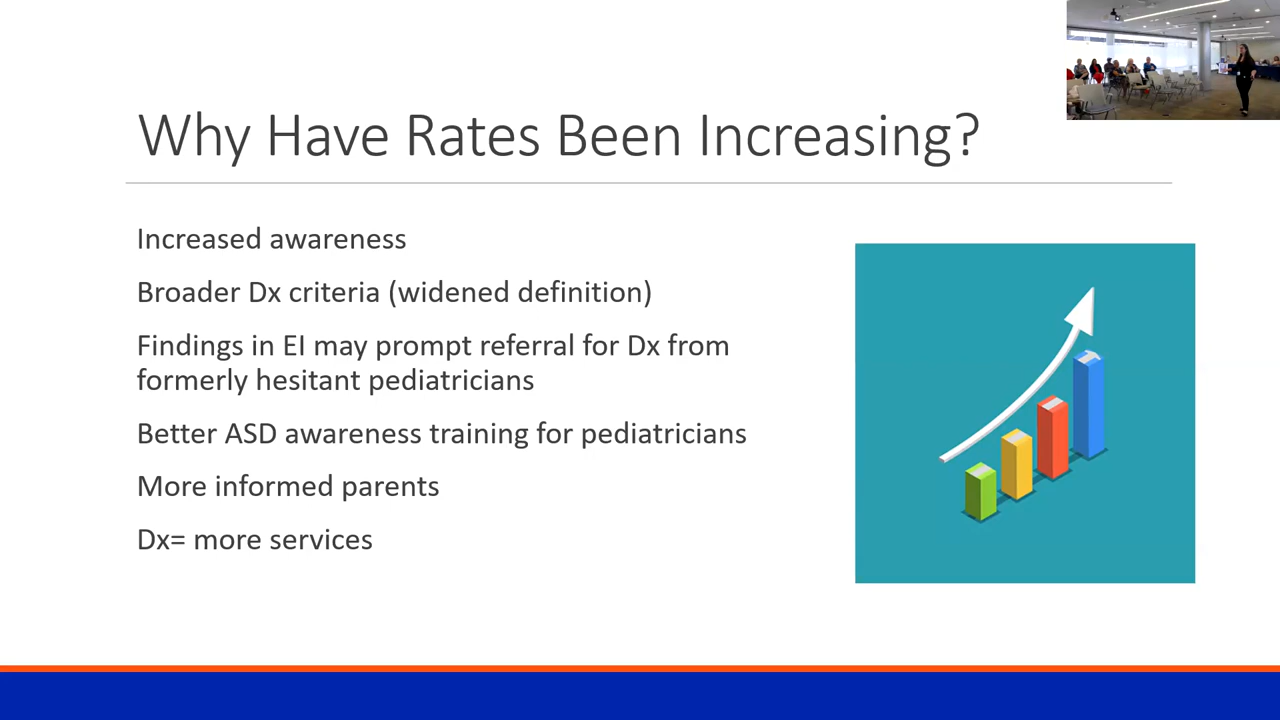 Why Have Rates Been Increasing?
Increased awareness
Broader Dx criteria (widened definition)
Findings in EI may prompt referral for Dx from
formerly hesitant pediatricians
Better ASD awareness training for pediatricians
More informed parents
Dx= more services